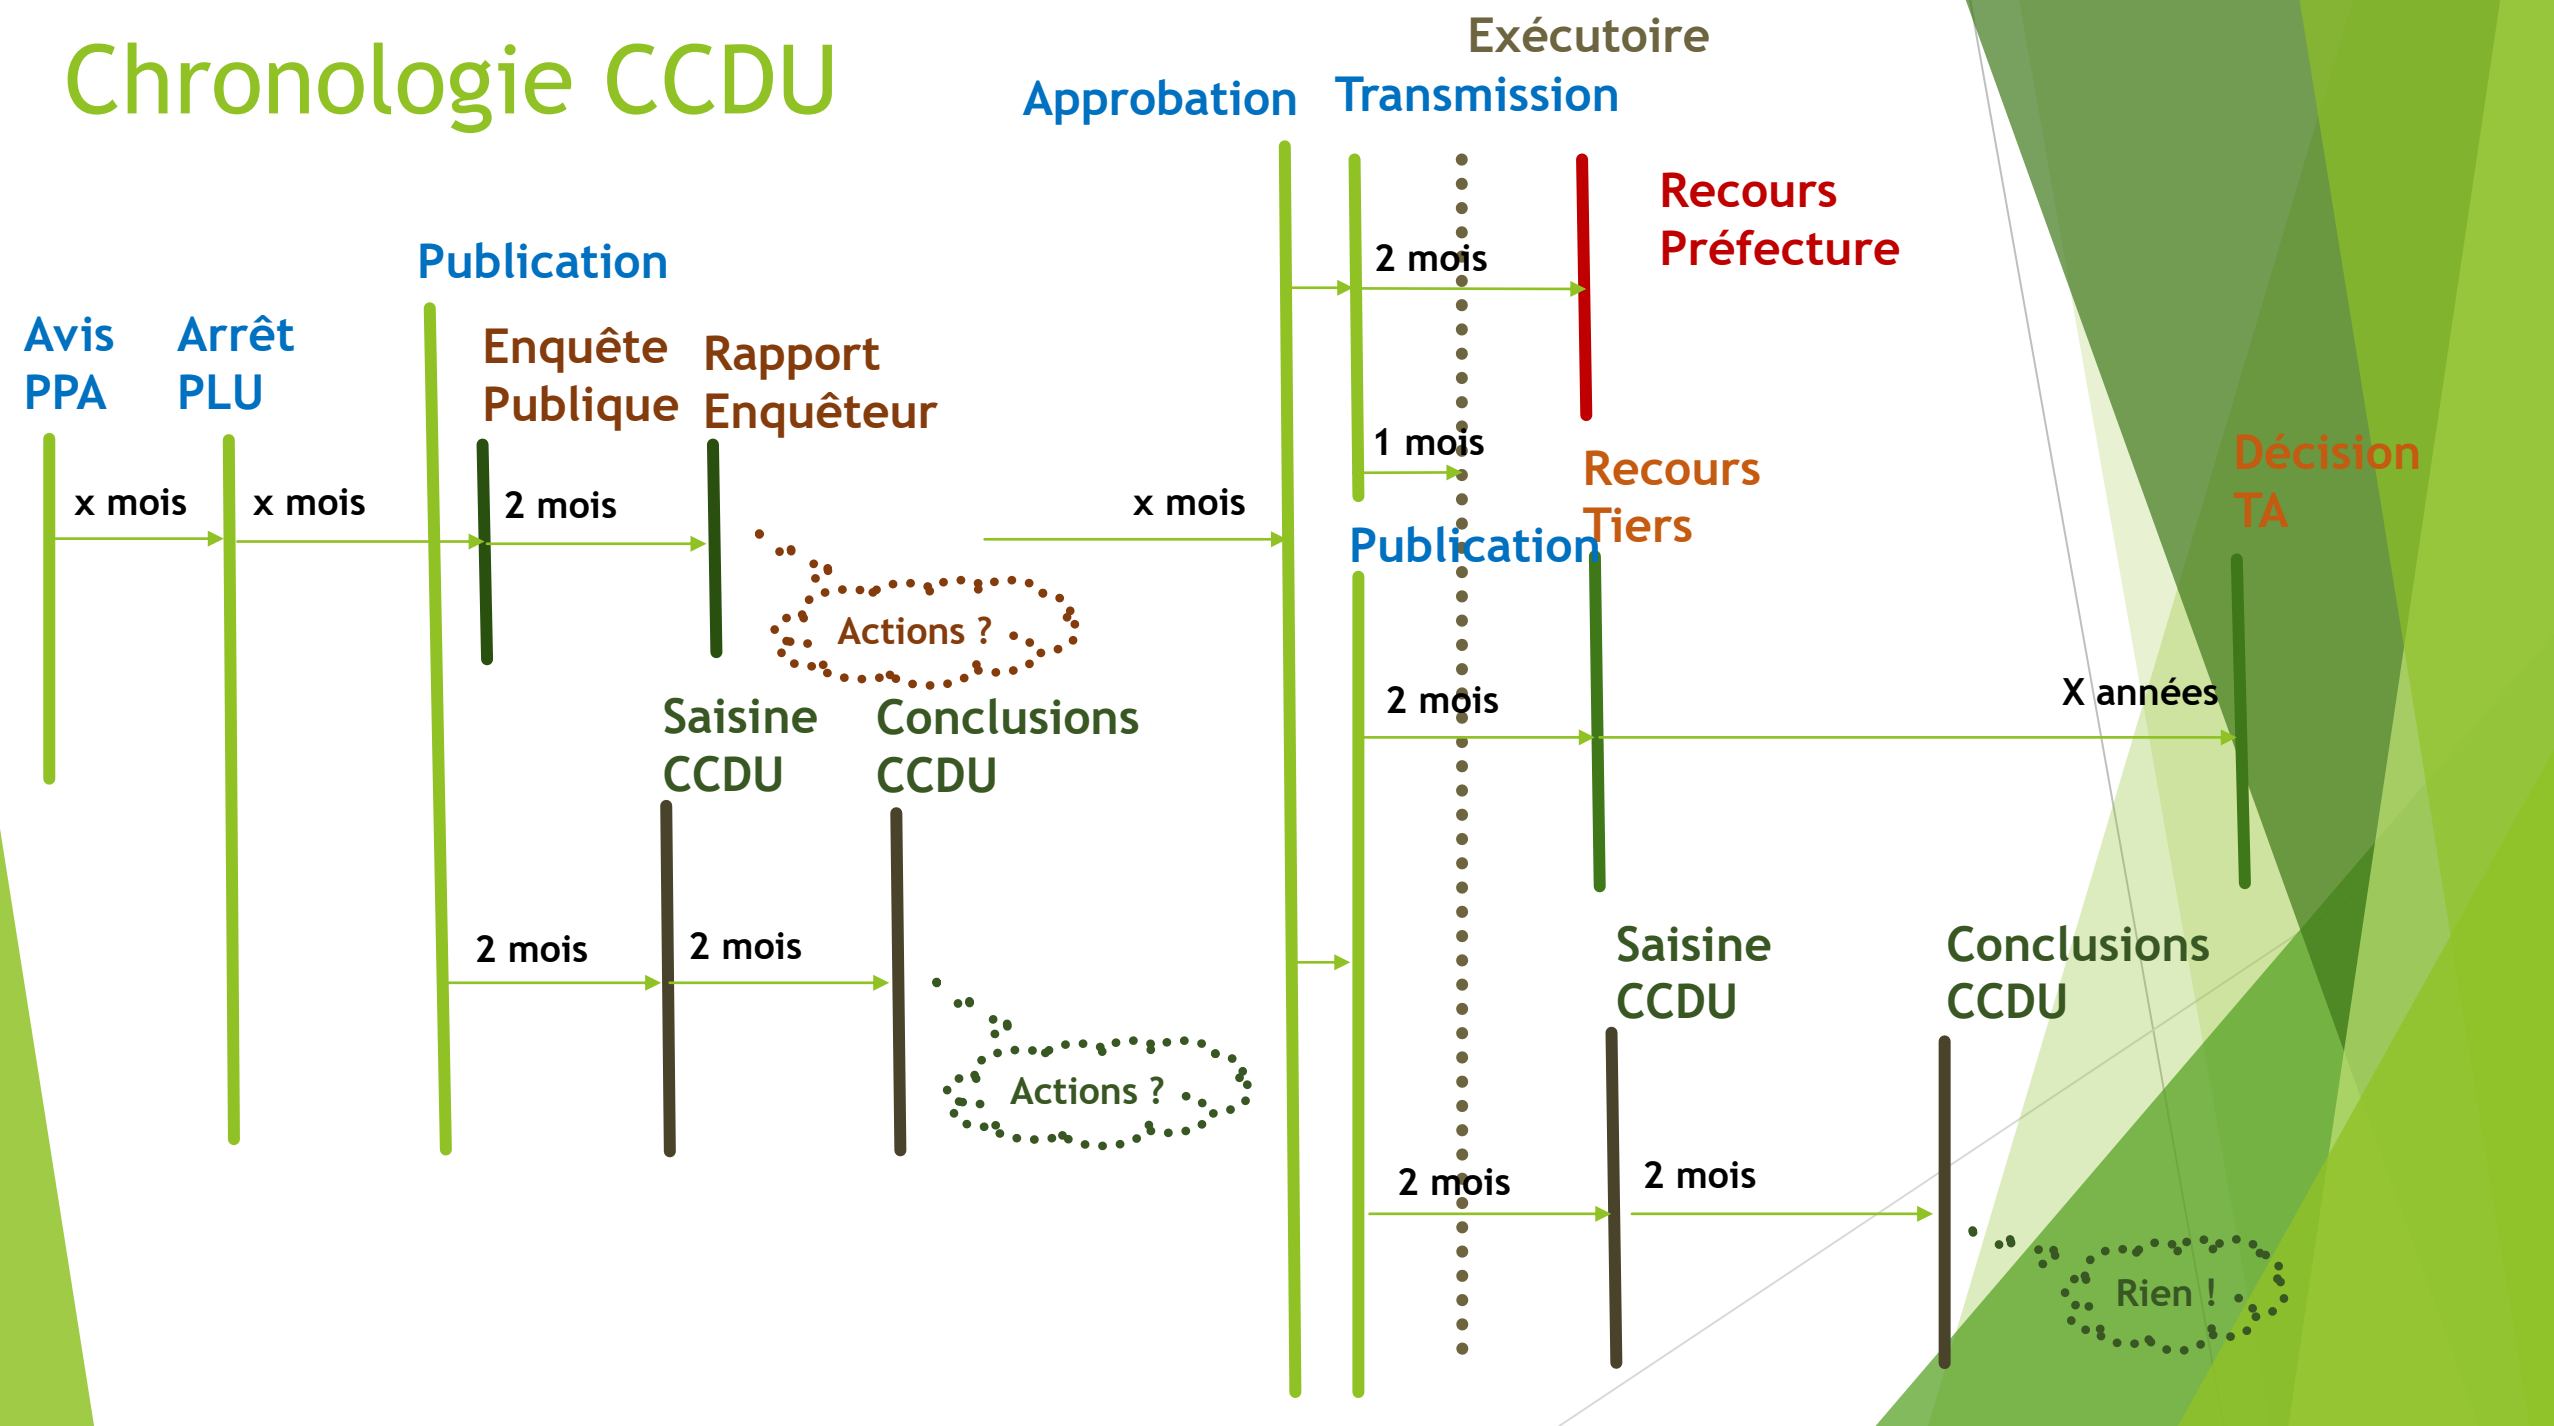 Chronologie CCDU
Exécutoire
Approbation
Transmission
Recours
Préfecture
2 mois
Publication
Avis
PPA
Arrêt
PLU
Enquête
Publique
Rapport
Enquêteur
1 mois
Recours
Tiers
Décision
TA
x mois
x mois
2 mois
x mois
Publication
Actions ?
Saisine
CCDU
Conclusions
CCDU
2 mois
X années
2 mois
2 mois
Saisine
CCDU
Conclusions
CCDU
Actions ?
2 mois
2 mois
Rien !